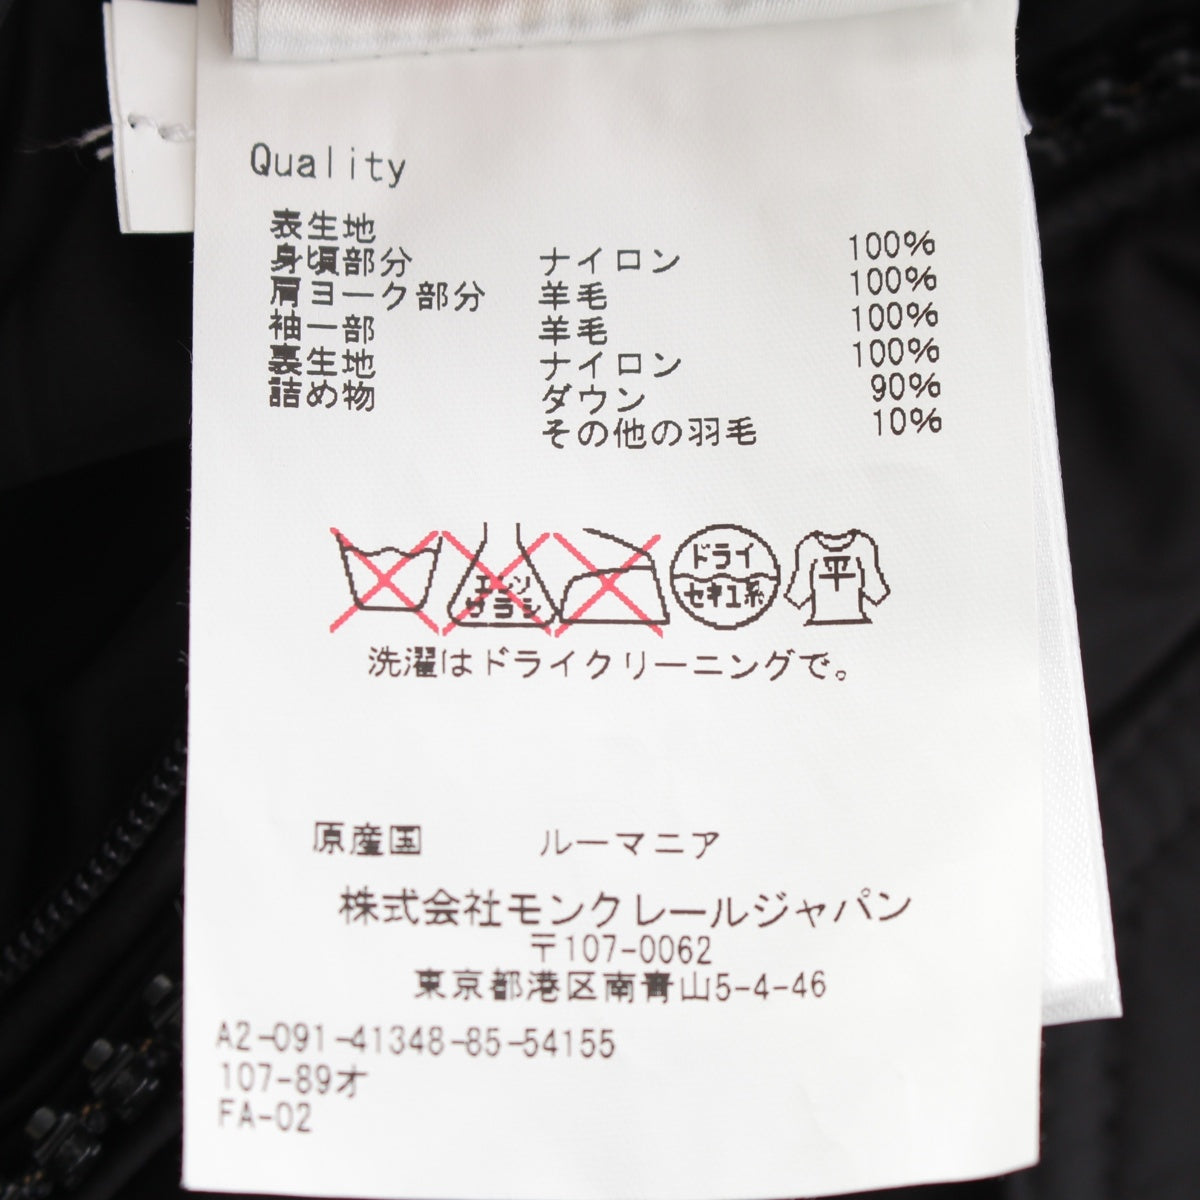 Quality
表生地
身頃部分 ナイロン 100%
肩ヨーク部分 羊毛 100%
袖一部 羊毛 100%
裏生地 ナイロン 100%
詰め物 ダウン 90%
その他の羽毛 10%
エンソ
サラシ
ドライ
セキユ系
平
洗濯はドライクリーニングで。
原産国 ルーマニア
株式会社モンクレールジャパン
〒107-0062
東京都港区南青山5-4-46
A2-091-41348-85-54155
107-89オ
FA-02